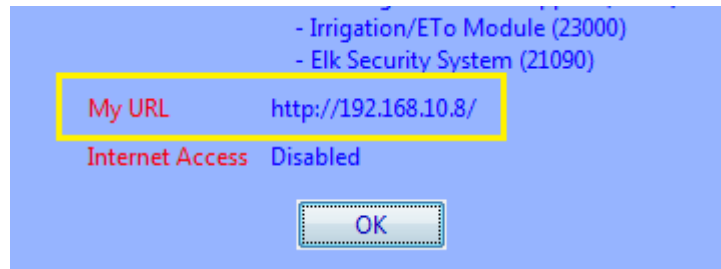 - Irrigation/ETo Module (23000)
- Elk Security System (21090)
My URL http://192.168.10.8/
Internet Access Disabled
OK